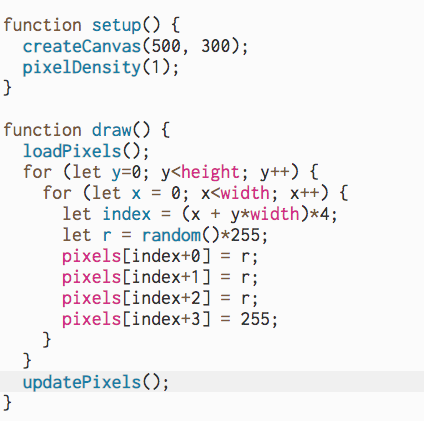 function setup() {
  createCanvas(500, 300);
  pixelDensity(1);
}

function draw() {
  loadPixels();
  for (let y=0; y<height; y++) {
    for (let x = 0; x<width; x++) {
      let index = (x + y*width)*4;
      let r = random()*255;
      pixels[index+0] = r;
      pixels[index+1] = r;
      pixels[index+2] = r;
      pixels[index+3] = 255;
    }
  }
  updatePixels();
}